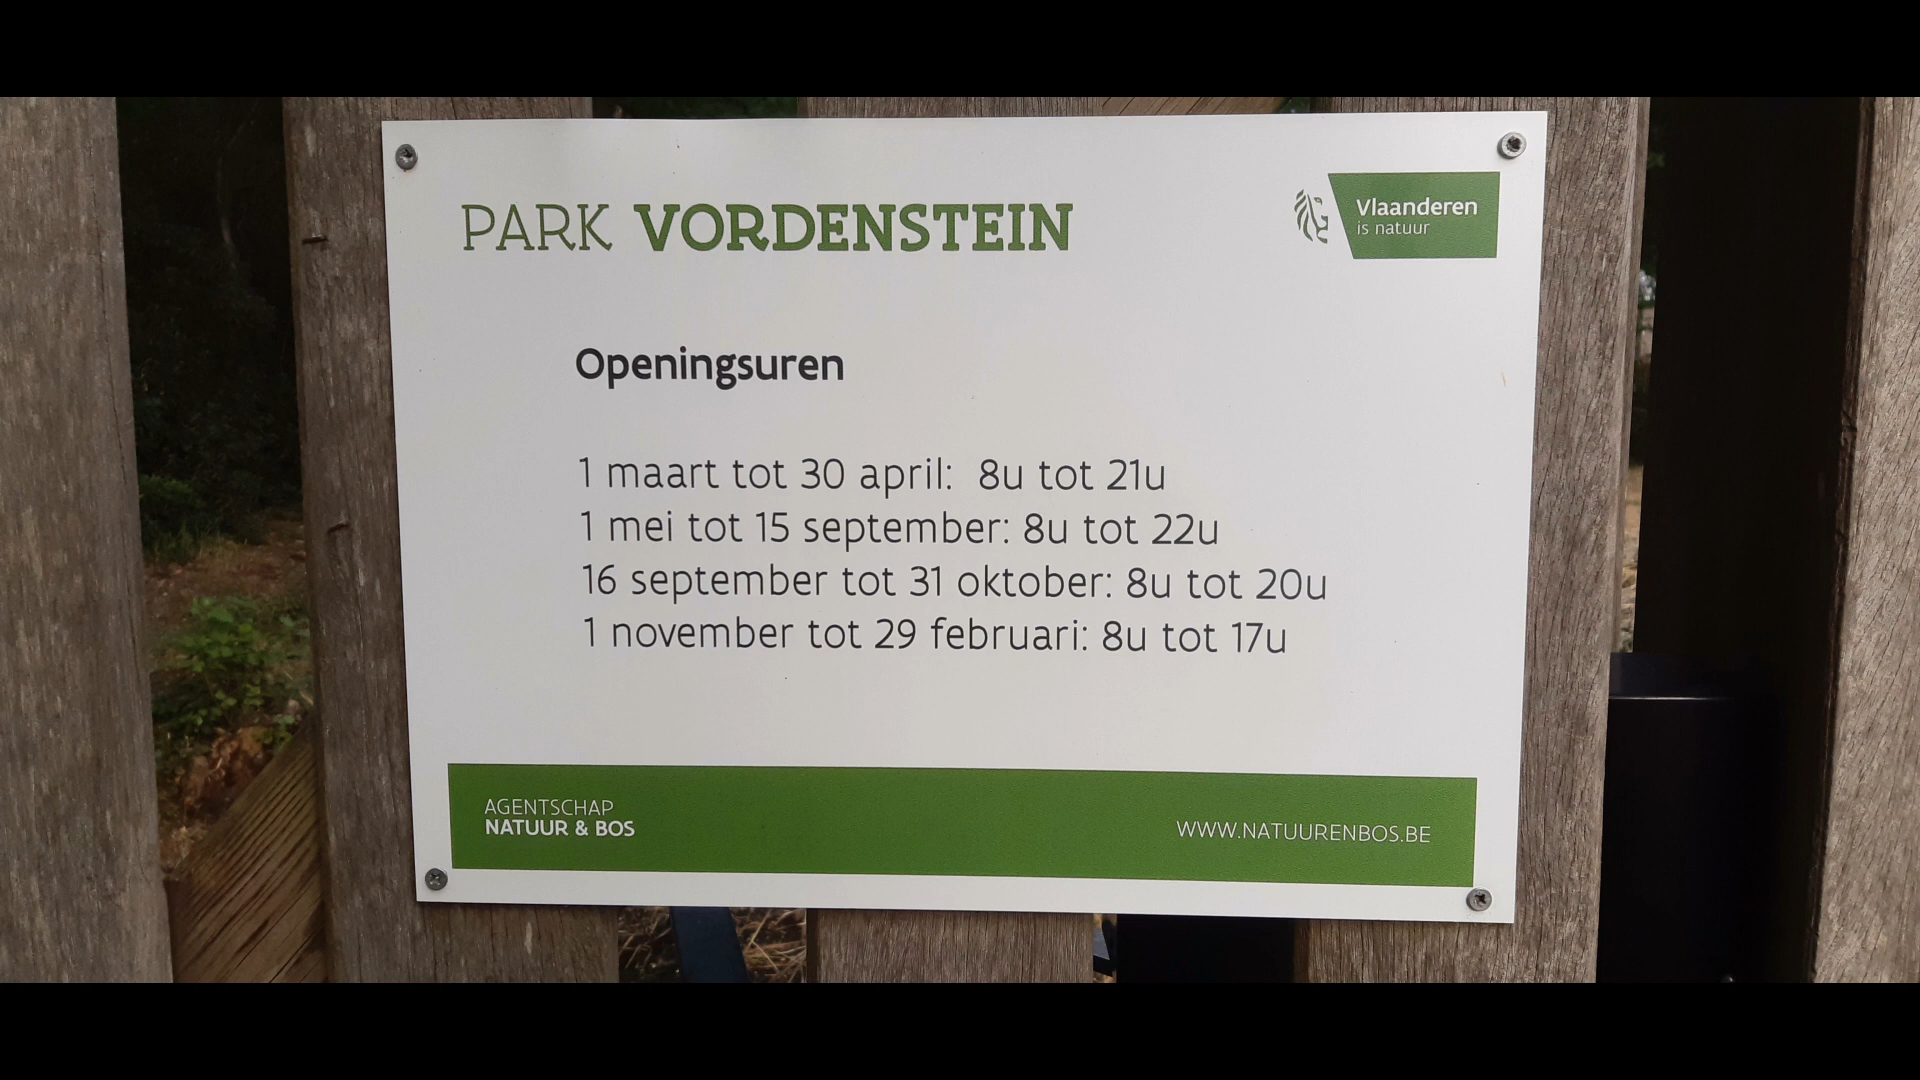 PARK VORDENSTEIN
Vlaanderen
is natuur
Openingsuren
1 maart tot 30 april: 8u tot 21u
1 mei tot 15 september: 8u tot 22u
16 september tot 31 oktober: 8u tot 20u
1 november tot 29 februari: 8u tot 17u
AGENTSCHAP
NATUUR & BOS
WWW.NATUURENBOS.BE